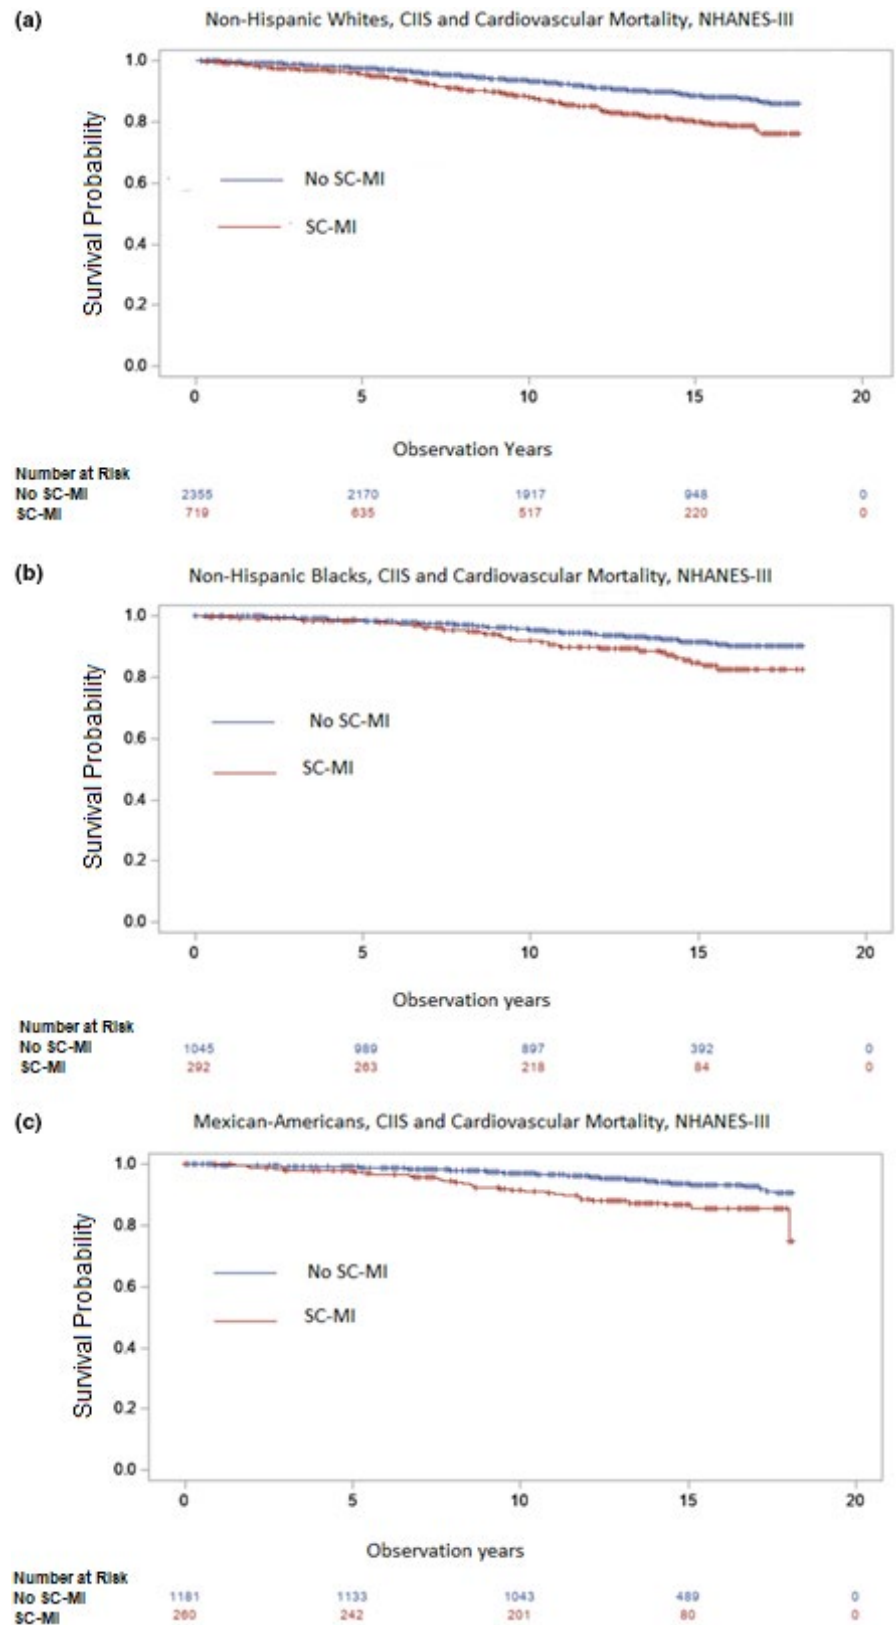 (a)
Non-Hispanic Whites, CIIS and Cardiovascular Mortality, NHANES-III
1.0
0.8
0.6
0.4
0.2
0.0
Survival Probability
No SC-MI
SC-MI
0 5 10 15 20
Observation Years
Number at Risk
No SC-MI 2355 2170 1917 948 0
SC-MI 719 635 517 220 0
(b)
Non-Hispanic Blacks, CIIS and Cardiovascular Mortality, NHANES-III
1.0
0.8
0.6
0.4
0.2
0.0
Survival Probability
No SC-MI
SC-MI
0 5 10 15 20
Observation years
Number at Risk
No SC-MI 1045 989 897 392 0
SC-MI 292 263 218 84 0
(c)
Mexican-Americans, CIIS and Cardiovascular Mortality, NHANES-III
1.0
0.8
0.6
0.4
0.2
0.0
Survival Probability
No SC-MI
SC-MI
0 5 10 15 20
Observation years
Number at Risk
No SC-MI 1181 1133 1043 489 0
SC-MI 260 242 201 80 0